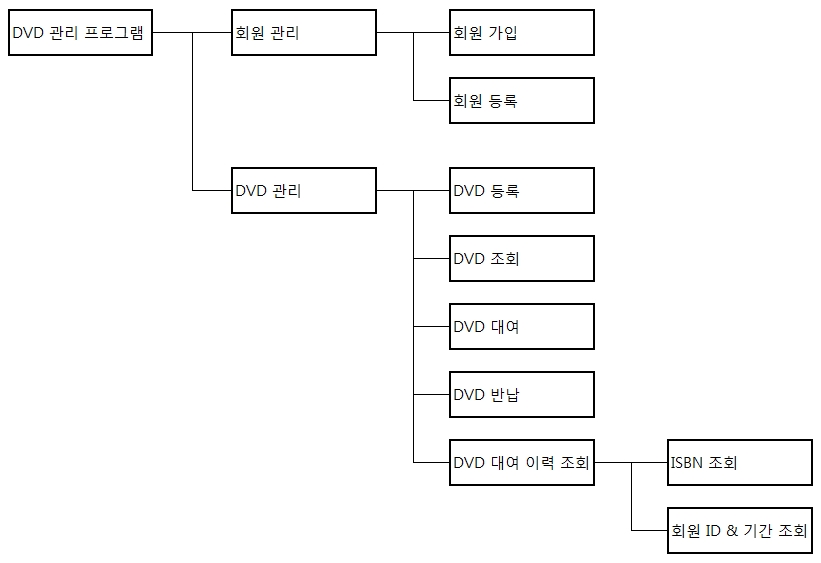 DVD 관리 프로그램
회원 관리
회원 가입
회원 등록
DVD 관리
DVD 등록
DVD 조회
DVD 대여
DVD 반납
DVD 대여 이력 조회
ISBN 조회
회원 ID & 기간 조회